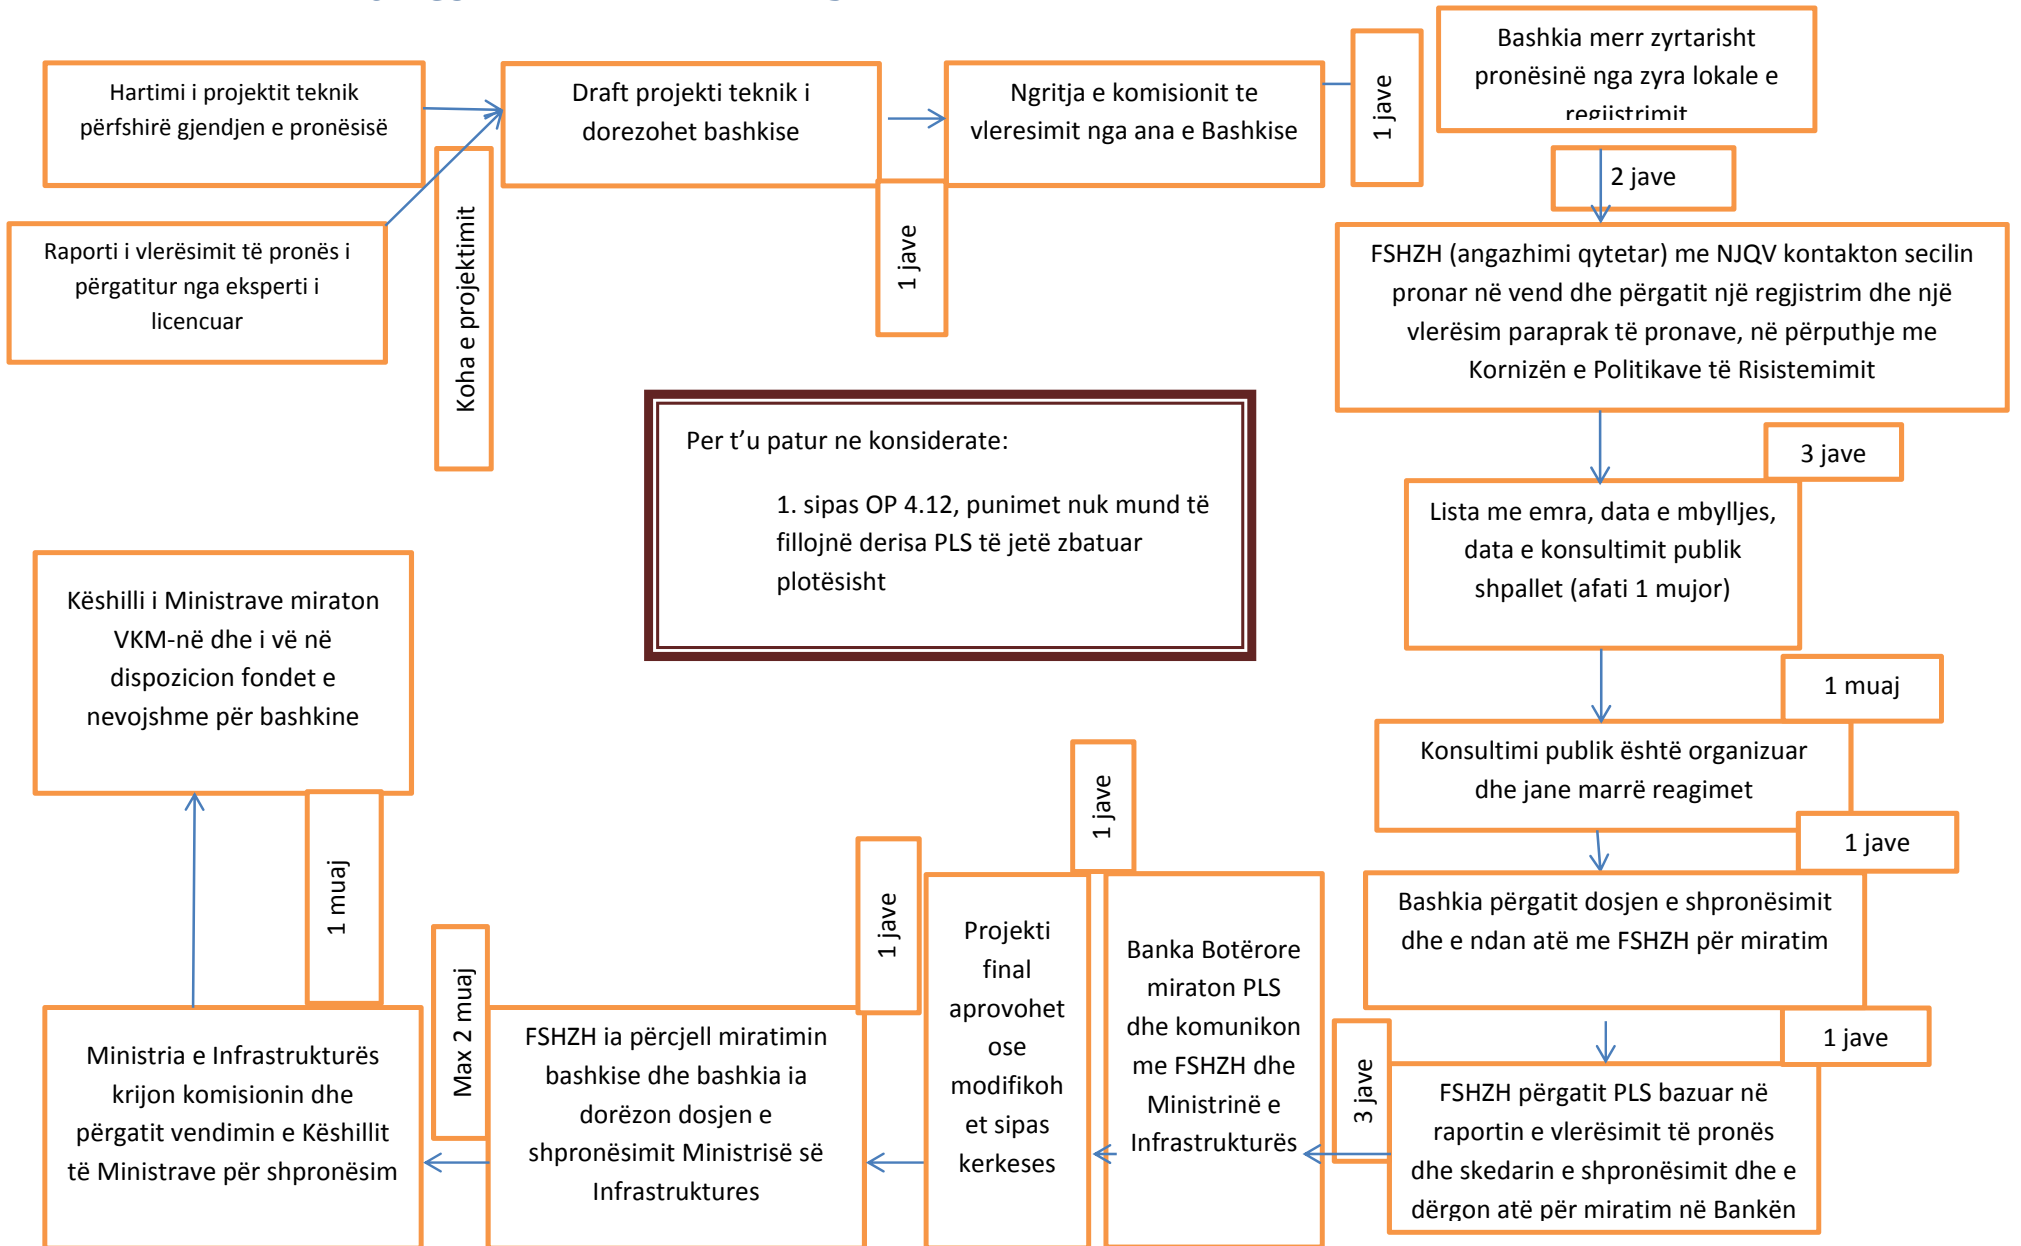 Hartimi i projektit teknik
përfshirë gjendjen e pronësisë
Raporti i vlerësimit të pronës i
përgatitur nga eksperti i
licencuar
Koha e projektimit
Draft projekti teknik i
dorezohet bashkise
1 jave
Ngritja e komisionit te
vleresimit nga ana e Bashkise
1 jave
Bashkia merr zyrtarisht
pronësinë nga zyra lokale e
regjistrimit
2 jave
FSHZH (angazhimi qytetar) me NJQV kontakton secilin
pronar në vend dhe përgatit një regjistrim dhe një
vlerësim paraprak të pronave, në përputhje me
Kornizën e Politikave të Risistemimit
3 jave
Lista me emra, data e mbylljes,
data e konsultimit publik
shpallet (afati 1 mujor)
1 muaj
Konsultimi publik është organizuar
dhe jane marrë reagimet
1 jave
Bashkia përgatit dosjen e shpronësimit
dhe e ndan atë me FSHZH për miratim
1 jave
FSHZH përgatit PLS bazuar në
raportin e vlerësimit të pronës
dhe skedarin e shpronësimit dhe e
dërgon atë për miratim në Bankën
3 jave
Banka Botërore
miraton PLS
dhe komunikon
me FSHZH dhe
Ministrinë e
Infrastrukturës
1 jave
Projekti
final
aprovohet
ose
modifikoh
et sipas
kerkeses
1 jave
FSHZH ia përcjell miratimin
bashkise dhe bashkia ia
dorëzon dosjen e
shpronësimit Ministrisë së
Infrastruktures
Max 2 muaj
Ministria e Infrastrukturës
krijon komisionin dhe
përgatit vendimin e Këshillit
të Ministrave për shpronësim
1 muaj
Këshilli i Ministrave miraton
VKM-në dhe i vë në
dispozicion fondet e
nevojshme për bashkine
Per t’u patur ne konsiderate:
1. sipas OP 4.12, punimet nuk mund të
fillojnë derisa PLS të jetë zbatuar
plotësisht